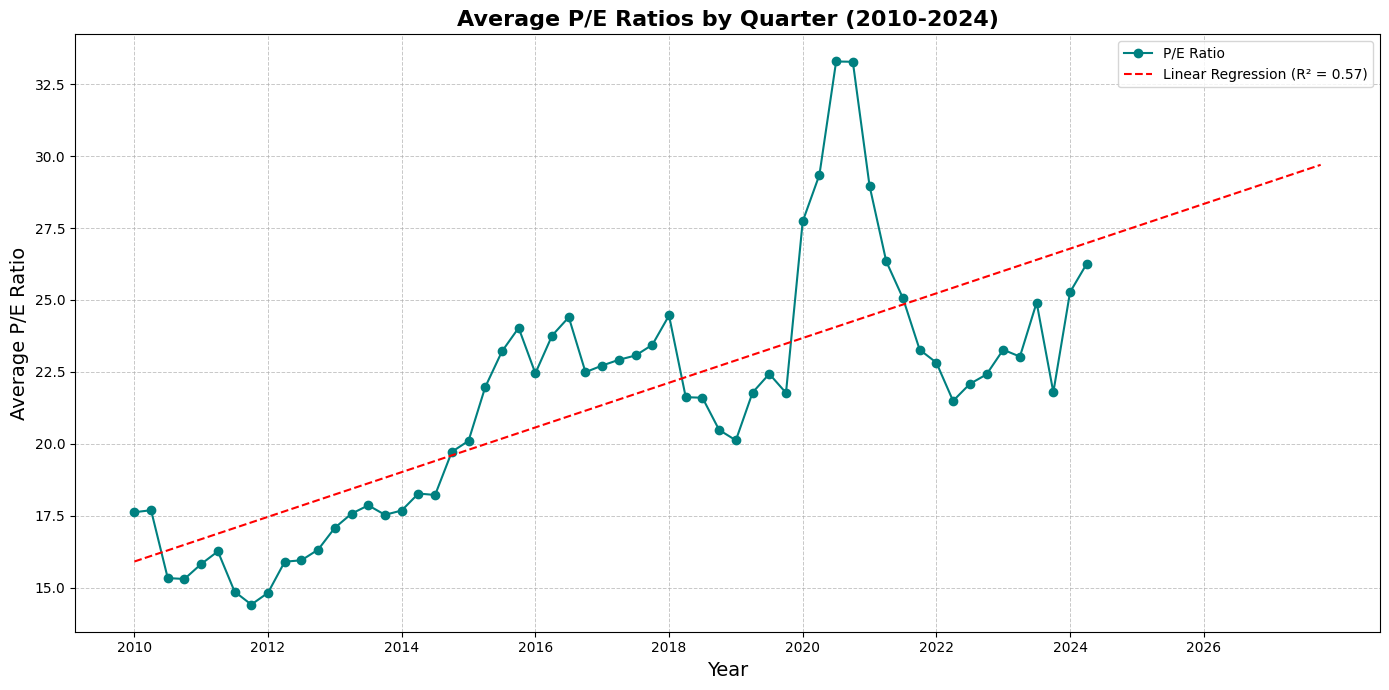 Average P/E Ratios by Quarter (2010-2024)
P/E Ratio
Linear Regression (R² = 0.57)
Average P/E Ratio
32.5
30.0
27.5
25.0
22.5
20.0
17.5
15.0
2010 2012 2014 2016 2018 2020 2022 2024 2026
Year